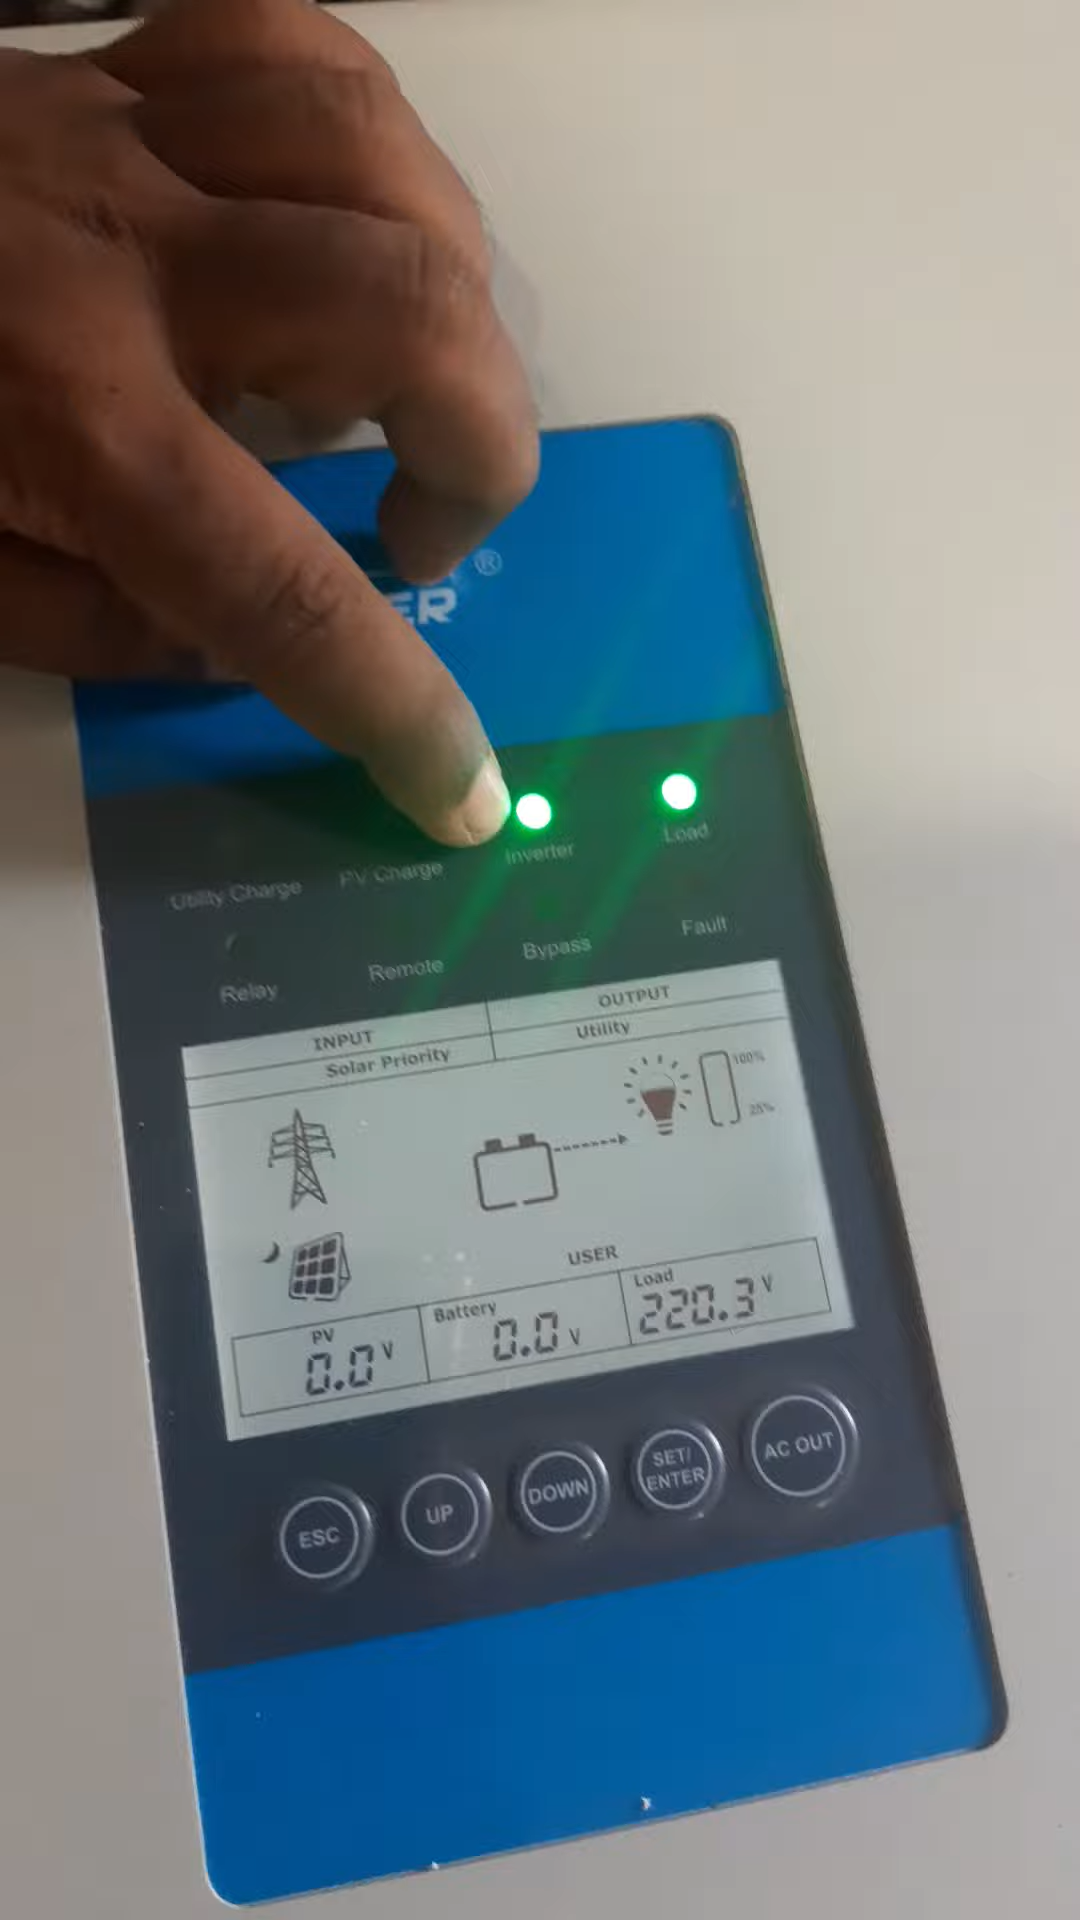 ®
ER
Utility Charge PV Charge Inverter Load
Relay Remote Bypass Fault
INPUT OUTPUT
Solar Priority Utility
100%
25%
USER
PV Battery Load
0.0 V 0.0 V 220.3 V
ESC UP DOWN SET/ ENTER AC OUT